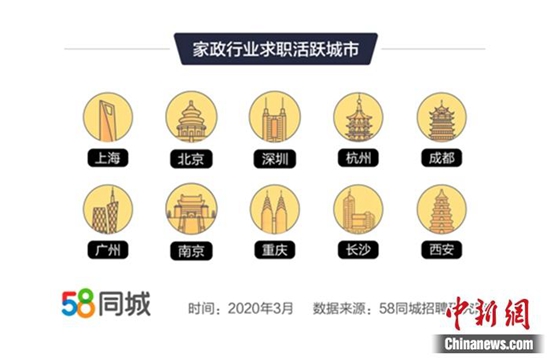 家政行业求职活跃城市
上海 北京 深圳 杭州 成都
广州 南京 重庆 长沙 西安
58同城 时间：2020年3月 数据来源：58同城招聘研究院
中新网
Chinanews.com